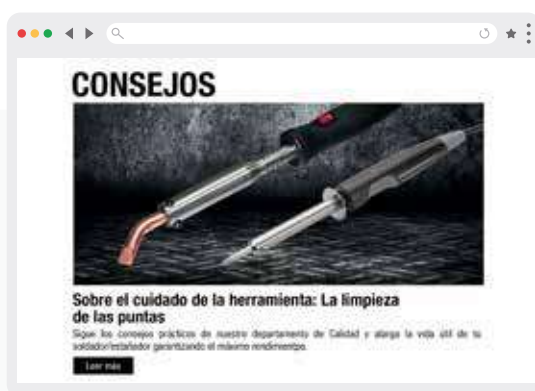 CONSEJOS
Sobre el cuidado de la herramienta: La limpieza
de las puntas
Sigue los consejos prácticos de nuestro departamento de Calidad y alarga la vida útil de tu
soldador/estañador garantizando el máximo rendimiento.
Leer más